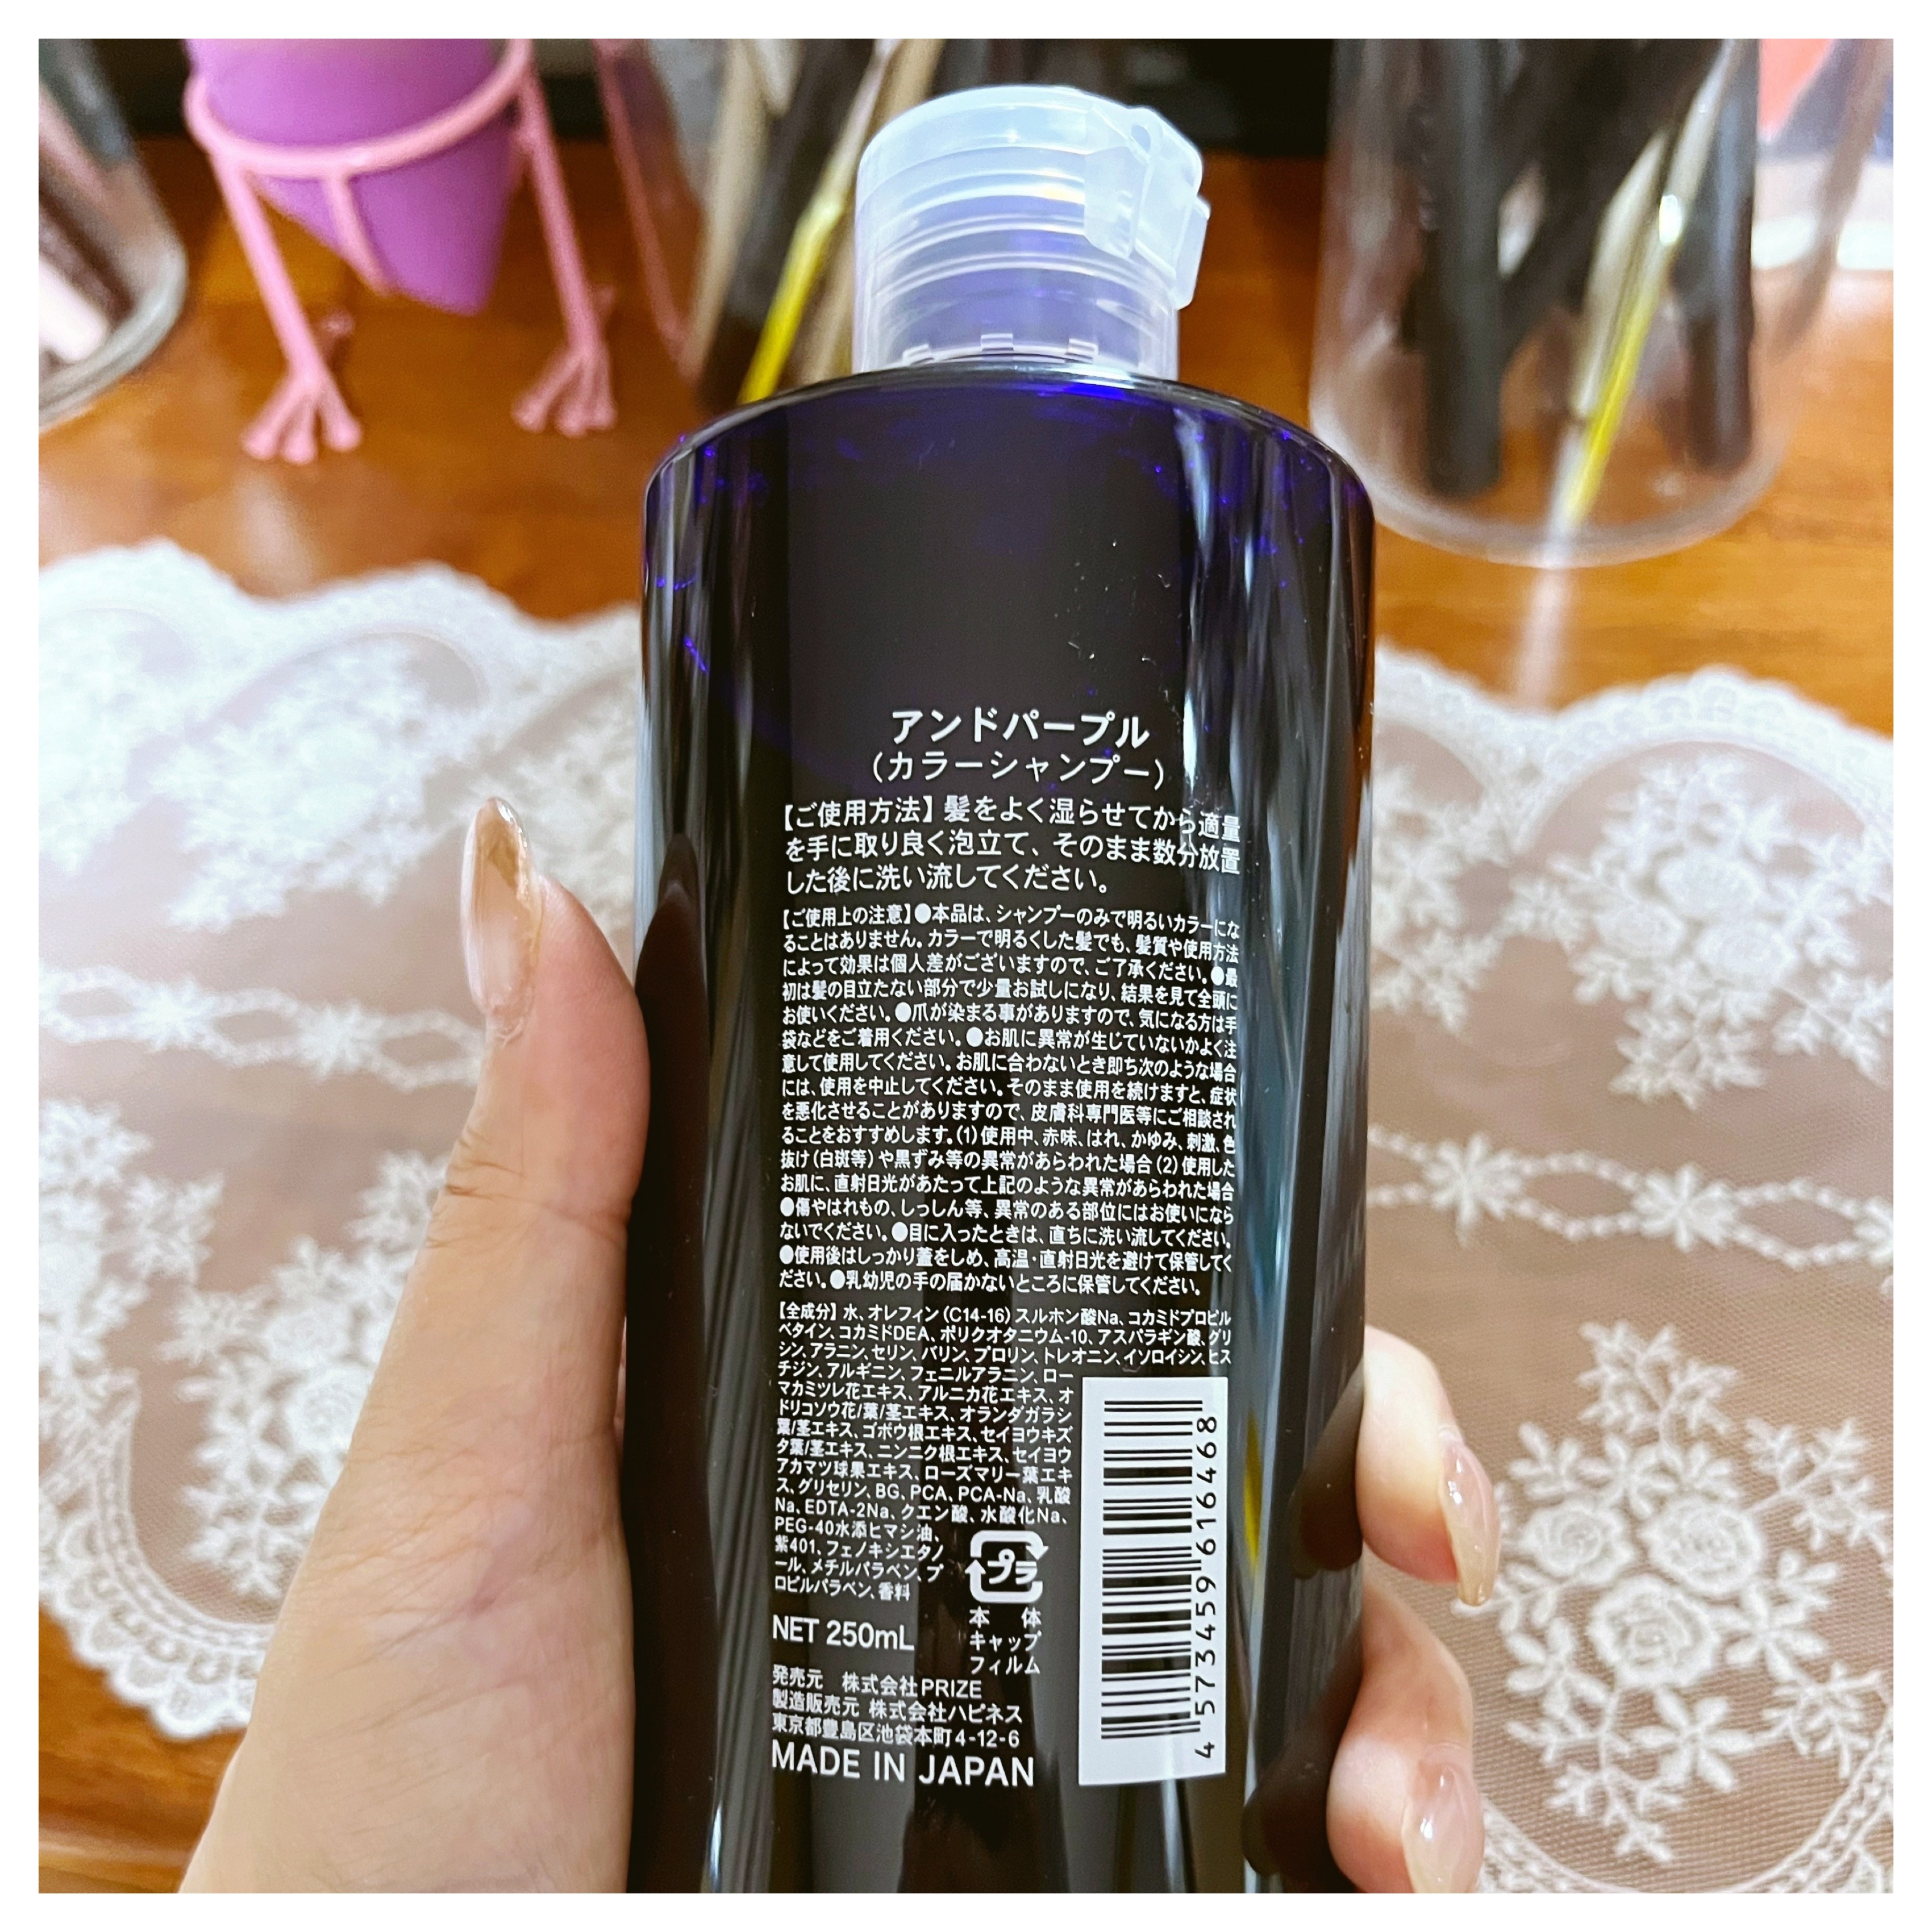 アンドパープル
(カラーシャンプー)
【ご使用方法】髪をよく湿らせてから適量
を手に取り良く泡立て、そのまま数分放置
した後に洗い流してください。
【ご使用上の注意】●本品は、シャンプーのみで明るいカラーにな
ることはありません。カラーで明るくした髪でも、髪質や使用方法
によって効果は個人差がございますので、ご了承ください。●最
初は髪の目立たない部分で少量お試しになり、結果を見て全頭に
お使いください。●爪が染まる事がありますので、気になる方は手
袋などをご着用ください。●お肌に異常が生じていないかよく注
意して使用してください。お肌に合わないとき即ち次のような場合
には、使用を中止してください。そのまま使用を続けますと、症状
を悪化させることがありますので、皮膚科専門医等にご相談され
ることをおすすめします。(1)使用中、赤味、はれ、かゆみ、刺激、色
抜け(白斑等)や黒ずみ等の異常があらわれた場合(2)使用した
お肌に、直射日光があたって上記のような異常があらわれた場合
●傷やはれもの、しっしん等、異常のある部位にはお使いになら
ないでください。●目に入ったときは、直ちに洗い流してください。
●使用後はしっかり蓋をしめ、高温・直射日光を避けて保管してく
ださい。●乳幼児の手の届かないところに保管してください。
【全成分】水、オレフィン(C14-16)スルホン酸Na、コカミドプロピル
ベタイン、コカミドDEA、ポリクオタニウム-10、アスパラギン酸、グリ
シン、アラニン、セリン、バリン、プロリン、トレオニン、イソロイシン、ヒス
チジン、アルギニン、フェニルアラニン、ロー
マカミツレ花エキス、アルニカ花エキス、オ
ドリコソウ花/葉/茎エキス、オランダガラシ
葉/茎エキス、ゴボウ根エキス、セイヨウキズ
タ葉/茎エキス、ニンニク根エキス、セイヨウ
アカマツ球果エキス、ローズマリー葉エキ
ス、グリセリン、BG、PCA、PCA-Na、乳酸
Na、EDTA-2Na、クエン酸、水酸化Na、
PEG-40水添ヒマシ油、
紫401、フェノキシエタノ
ール、メチルパラベン、プ
ロピルパラベン、香料
プラ
本 体
キャップ
フィルム
NET 250mL
発売元 株式会社PRIZE
製造販売元 株式会社ハピネス
東京都豊島区池袋本町4-12-6
MADE IN JAPAN
4 573459 616468